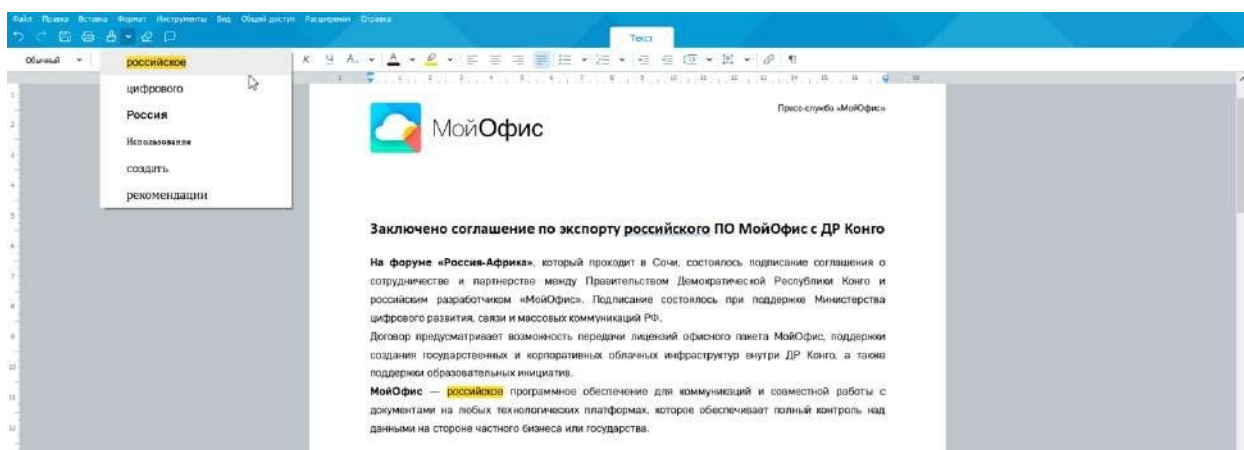 Файл Правка Вставка Формат Инструменты Вид Общий доступ Расширения Справка
Текст
Обычный
К Ч А..
российское
цифрового
Россия
Использование
создать
рекомендации
Пресс-служба «МойОфис»
МойОфис
Заключено соглашение по экспорту российского ПО МойОфис с ДР Конго
На форуме «Россия-Африка», который проходит в Сочи, состоялось подписание соглашения о
сотрудничестве и партнерстве между Правительством Демократической Республики Конго и
российским разработчиком «МойОфис». Подписание состоялось при поддержке Министерства
цифрового развития, связи и массовых коммуникаций РФ.
Договор предусматривает возможность передачи лицензий офисного пакета МойОфис, поддержки
создания государственных и корпоративных облачных инфраструктур внутри ДР Конго, а также
поддержки образовательных инициатив.
МойОфис — российское программное обеспечение для коммуникаций и совместной работы с
документами на любых технологических платформах, которое обеспечивает полный контроль над
данными на стороне частного бизнеса или государства.